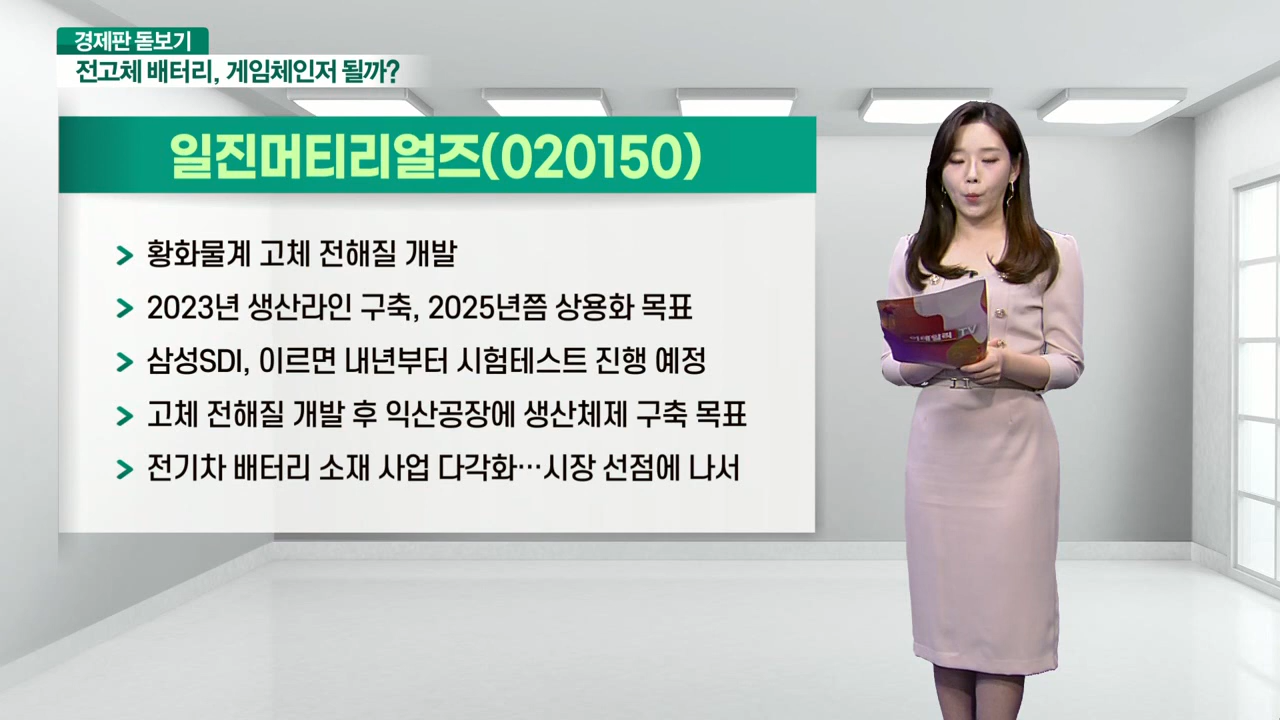 경제판 돋보기
전고체 배터리, 게임체인저 될까?
일진머티리얼즈(020150)
황화물계 고체 전해질 개발
2023년 생산라인 구축, 2025년쯤 상용화 목표
삼성SDI, 이르면 내년부터 시험테스트 진행 예정
고체 전해질 개발 후 익산공장에 생산체제 구축 목표
전기차 배터리 소재 사업 다각화…시장 선점에 나서
이데일리 TV